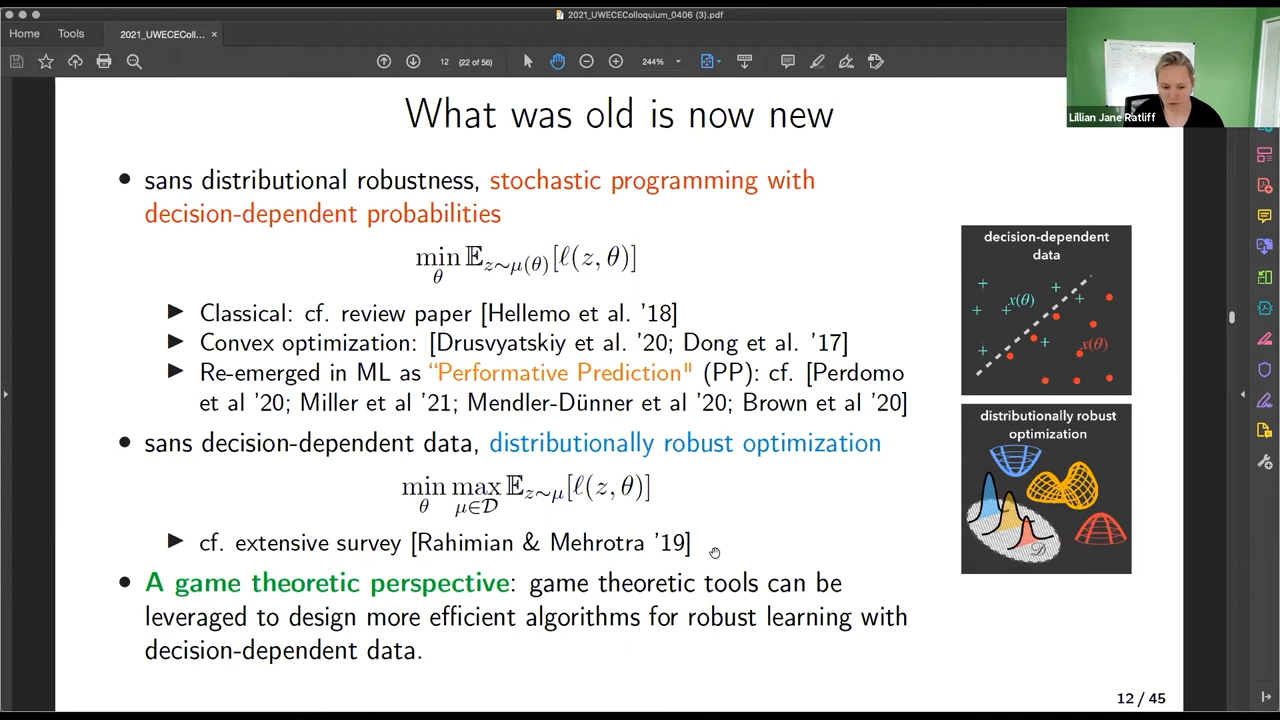 2021_UWECEColloquium_0406 (3).pdf
Home
Tools
2021_UWECEColl...
12
(22 of 56)
244%
Lillian Jane Ratliff
What was old is now new
• sans distributional robustness, stochastic programming with
decision-dependent probabilities
min_θ 𝔼_{z∼μ(θ)}[ℓ(z, θ)]
▶ Classical: cf. review paper [Hellemo et al. '18]
▶ Convex optimization: [Drusvyatskiy et al. '20; Dong et al. '17]
▶ Re-emerged in ML as “Performative Prediction" (PP): cf. [Perdomo
et al '20; Miller et al '21; Mendler-Dünner et al '20; Brown et al '20]
• sans decision-dependent data, distributionally robust optimization
min_θ max_{μ∈𝒟} 𝔼_{z∼μ}[ℓ(z, θ)]
▶ cf. extensive survey [Rahimian & Mehrotra '19]
• A game theoretic perspective: game theoretic tools can be
leveraged to design more efficient algorithms for robust learning with
decision-dependent data.
decision-dependent
data
x(θ)
x(θ)
distributionally robust
optimization
𝒟
12 / 45